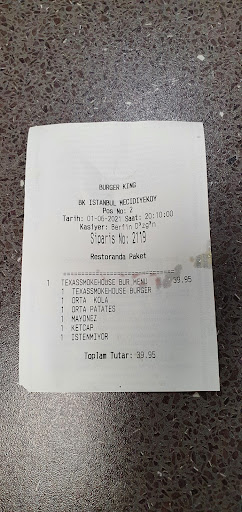 BURGER KING
BK ISTANBUL MECIDIYEKOY
Pos No: 2
Tarih: 01-06-2021 Saat: 20:10:00
Kasiyer: Berfin
Siparis No: 2119
Restoranda Paket
1 TEXASSMOKEHOUSE BUR.MENU 39.95
1 TEXASSMOKEHOUSE BURGER
1 ORTA KOLA
1 ORTA PATATES
1 MAYONEZ
1 KETCAP
1 ISTENMIYOR
Toplam Tutar: 39.95